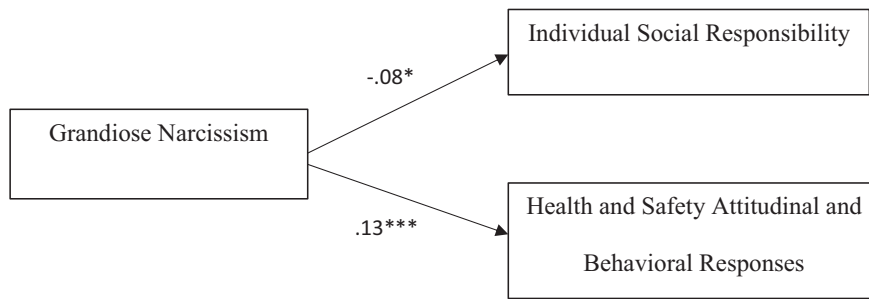 Individual Social Responsibility
-.08*
Grandiose Narcissism
.13***
Health and Safety Attitudinal and
Behavioral Responses